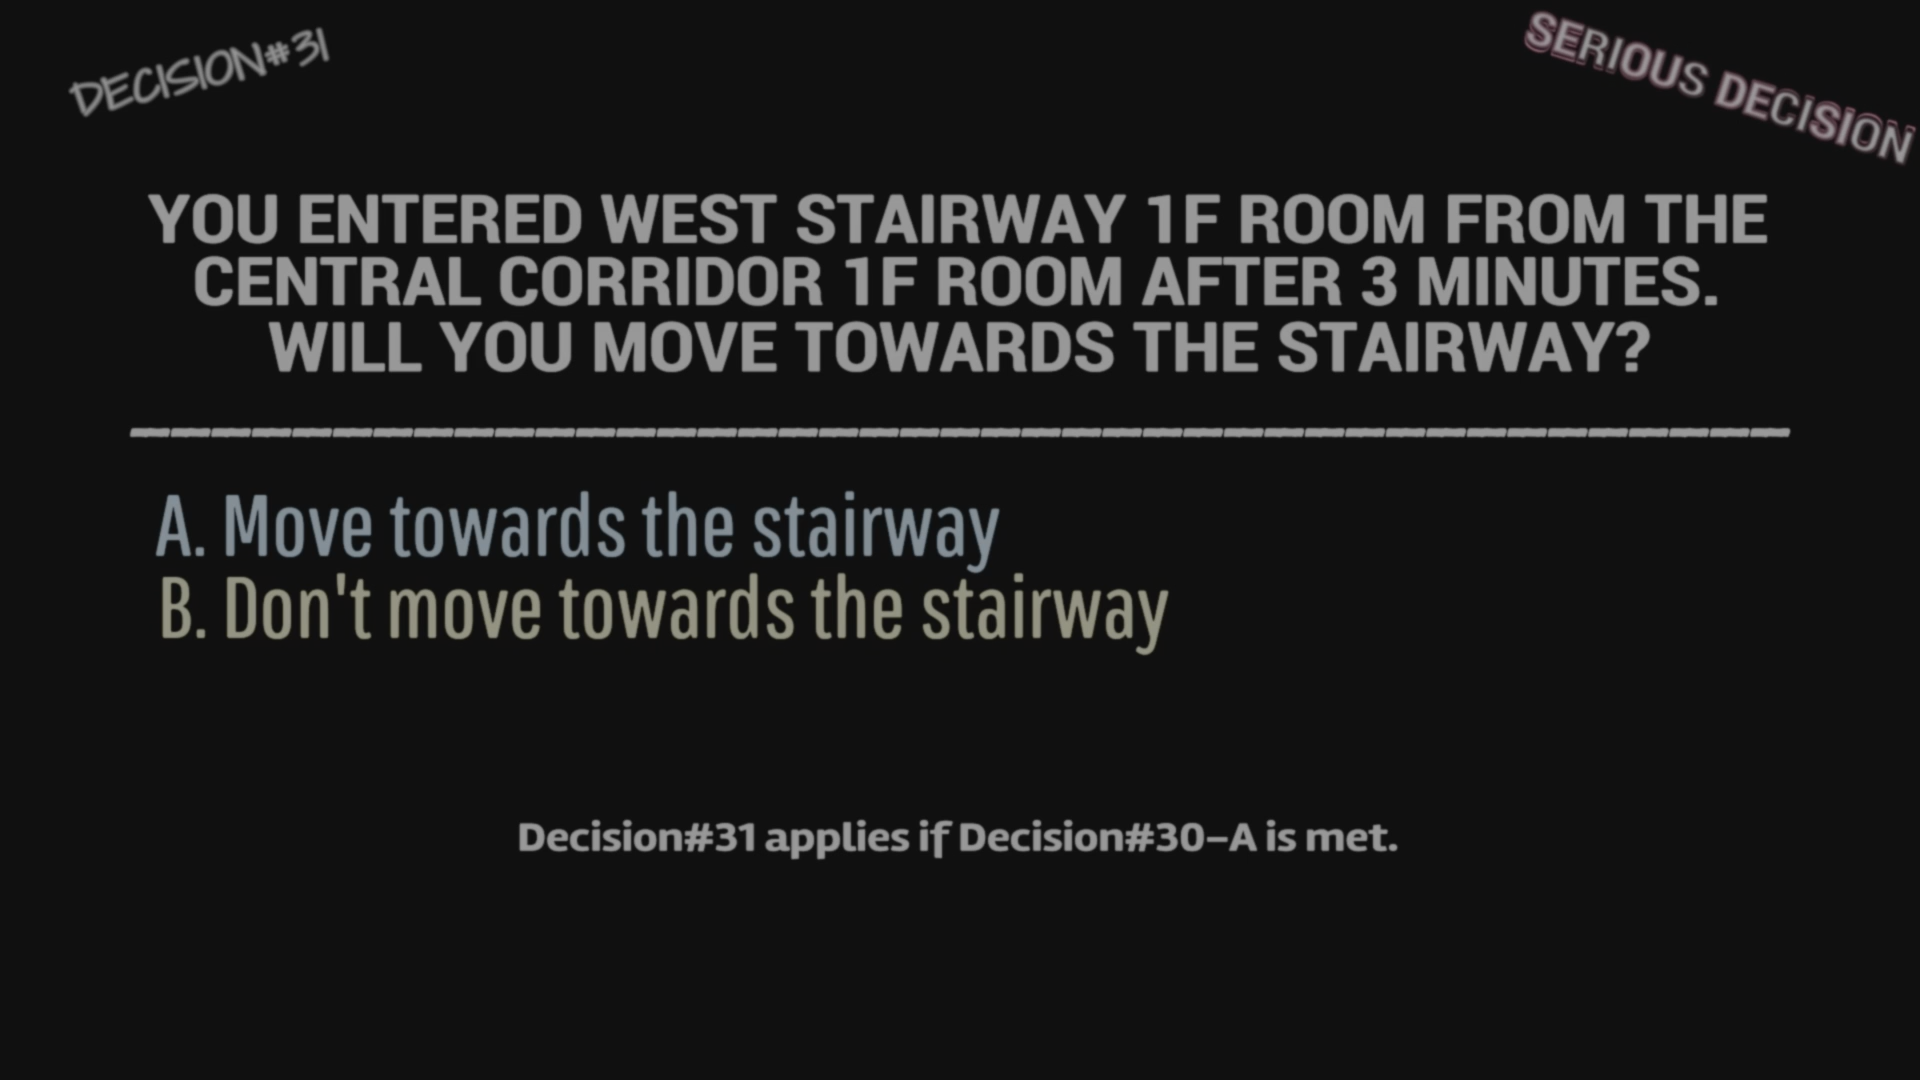 DECISION#31
SERIOUS DECISION
YOU ENTERED WEST STAIRWAY 1F ROOM FROM THE
CENTRAL CORRIDOR 1F ROOM AFTER 3 MINUTES.
WILL YOU MOVE TOWARDS THE STAIRWAY?
A. Move towards the stairway
B. Don't move towards the stairway
Decision#31 applies if Decision#30–A is met.